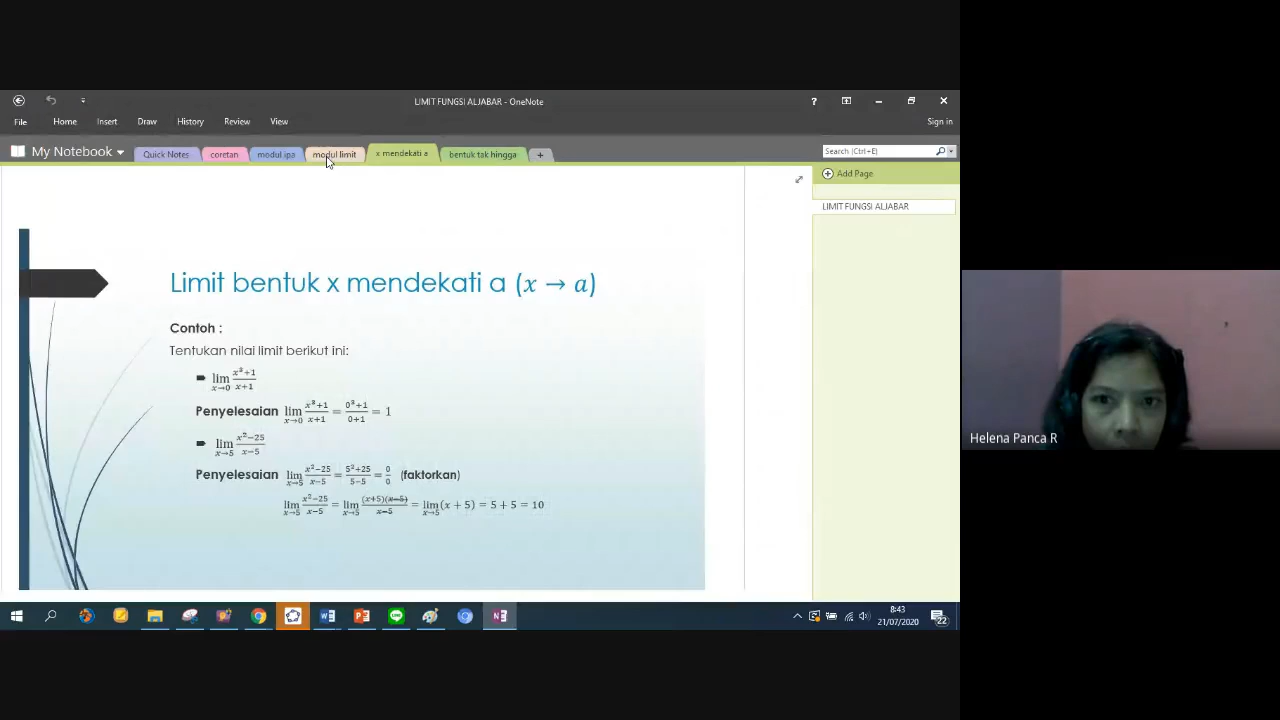 LIMIT FUNGSI ALJABAR - OneNote
?
File Home Insert Draw History Review View
Sign in
My Notebook
Quick Notes coretan modul ipa modul limit x mendekati a bentuk tak hingga +
Search (Ctrl+E)
Add Page
LIMIT FUNGSI ALJABAR
Limit bentuk x mendekati a (𝑥 → 𝑎)
Contoh :
Tentukan nilai limit berikut ini:
lim x→0 (x³+1)/(x+1)
Penyelesaian lim x→0 (x³+1)/(x+1) = (0³+1)/(0+1) = 1
lim x→5 (x²−25)/(x−5)
Penyelesaian lim x→5 (x²−25)/(x−5) = (5²+25)/(5−5) = 0/0 (faktorkan)
lim x→5 (x²−25)/(x−5) = lim x→5 (x+5)(x−5)/(x−5) = lim x→5 (x + 5) = 5 + 5 = 10
Helena Panca R
8:43
21/07/2020
22